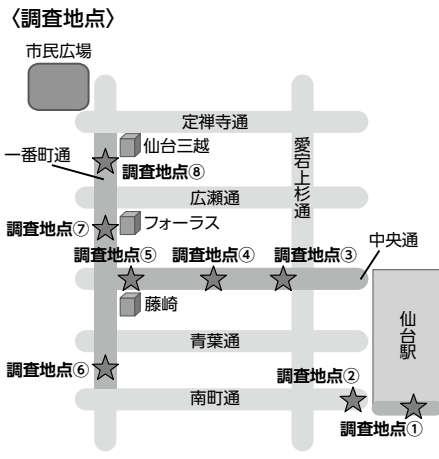 〈調査地点〉
市民広場
定禅寺通
仙台三越
一番町通
調査地点⑧
愛宕上杉通
広瀬通
調査地点⑦
フォーラス
中央通
調査地点⑤
調査地点④
調査地点③
藤崎
仙台駅
青葉通
調査地点⑥
調査地点②
南町通
調査地点①